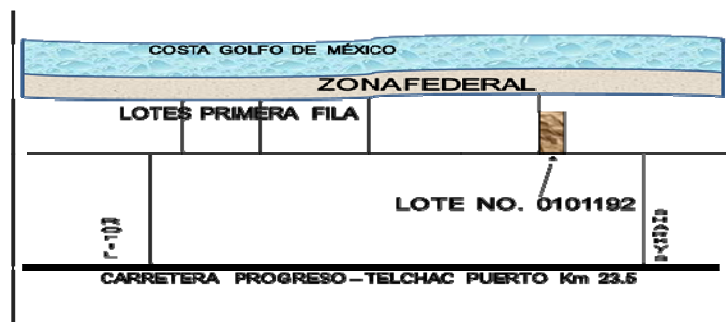 COSTA GOLFO DE MÉXICO
ZONAFEDERAL
LOTES PRIMERA FILA
LOTE NO. 0101192
CARRETERA PROGRESO – TELCHAC PUERTO Km 23.5